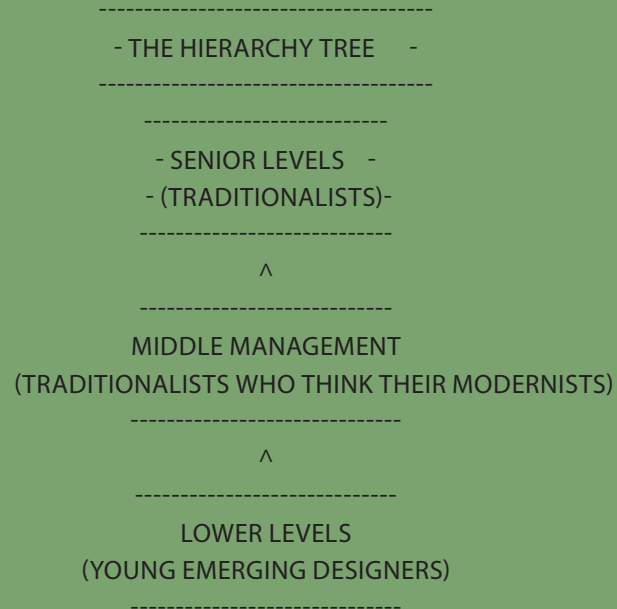 -------------------------------------
- THE HIERARCHY TREE -
-------------------------------------
---------------------------
- SENIOR LEVELS -
- (TRADITIONALISTS)-
----------------------------
^
----------------------------
MIDDLE MANAGEMENT
(TRADITIONALISTS WHO THINK THEIR MODERNISTS)
------------------------------
^
-----------------------------
LOWER LEVELS
(YOUNG EMERGING DESIGNERS)
------------------------------